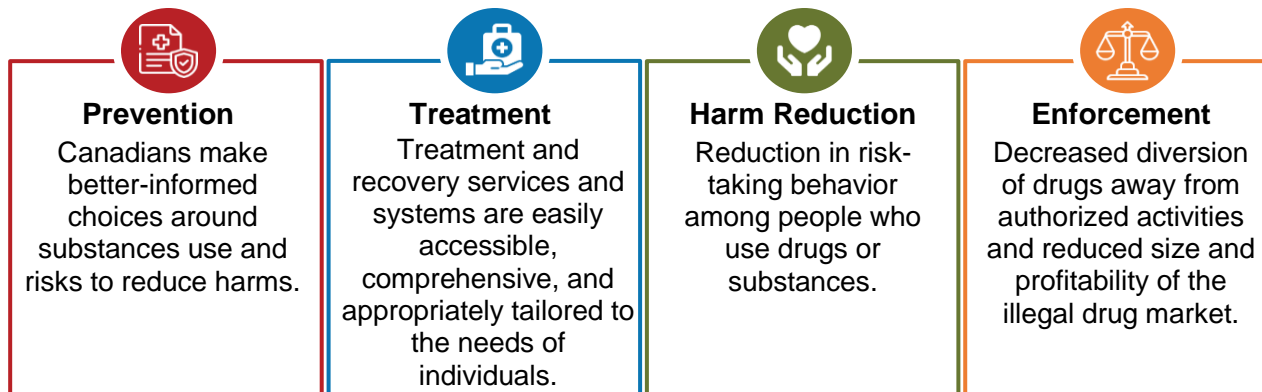 Prevention
Canadians make
better-informed
choices around
substances use and
risks to reduce harms.
Treatment
Treatment and
recovery services and
systems are easily
accessible,
comprehensive, and
appropriately tailored to
the needs of
individuals.
Harm Reduction
Reduction in risk-
taking behavior
among people who
use drugs or
substances.
Enforcement
Decreased diversion
of drugs away from
authorized activities
and reduced size and
profitability of the
illegal drug market.